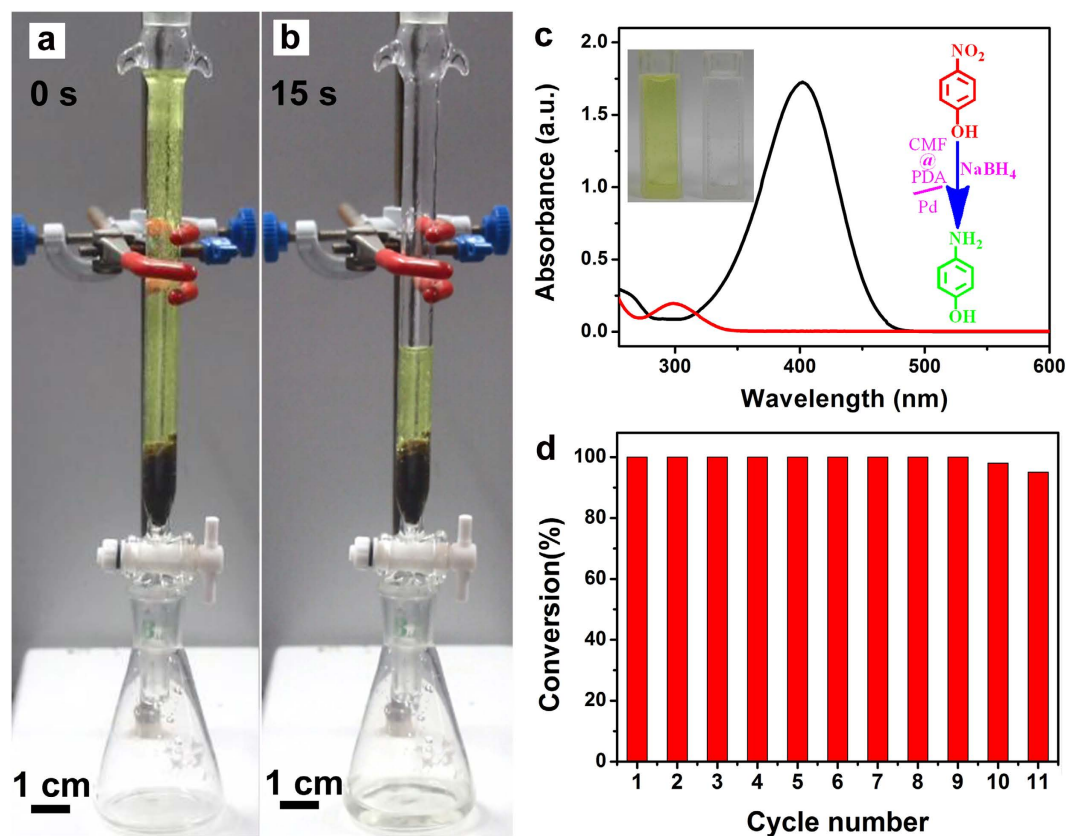 a
0 s
1 cm
b
15 s
1 cm
c
2.0
1.5
1.0
0.5
0.0
Absorbance (a.u.)
300
400
500
600
Wavelength (nm)
NO₂
OH
CMF
@
PDA
Pd
NaBH₄
NH₂
OH
d
100
80
60
40
20
0
Conversion(%)
1 2 3 4 5 6 7 8 9 10 11
Cycle number